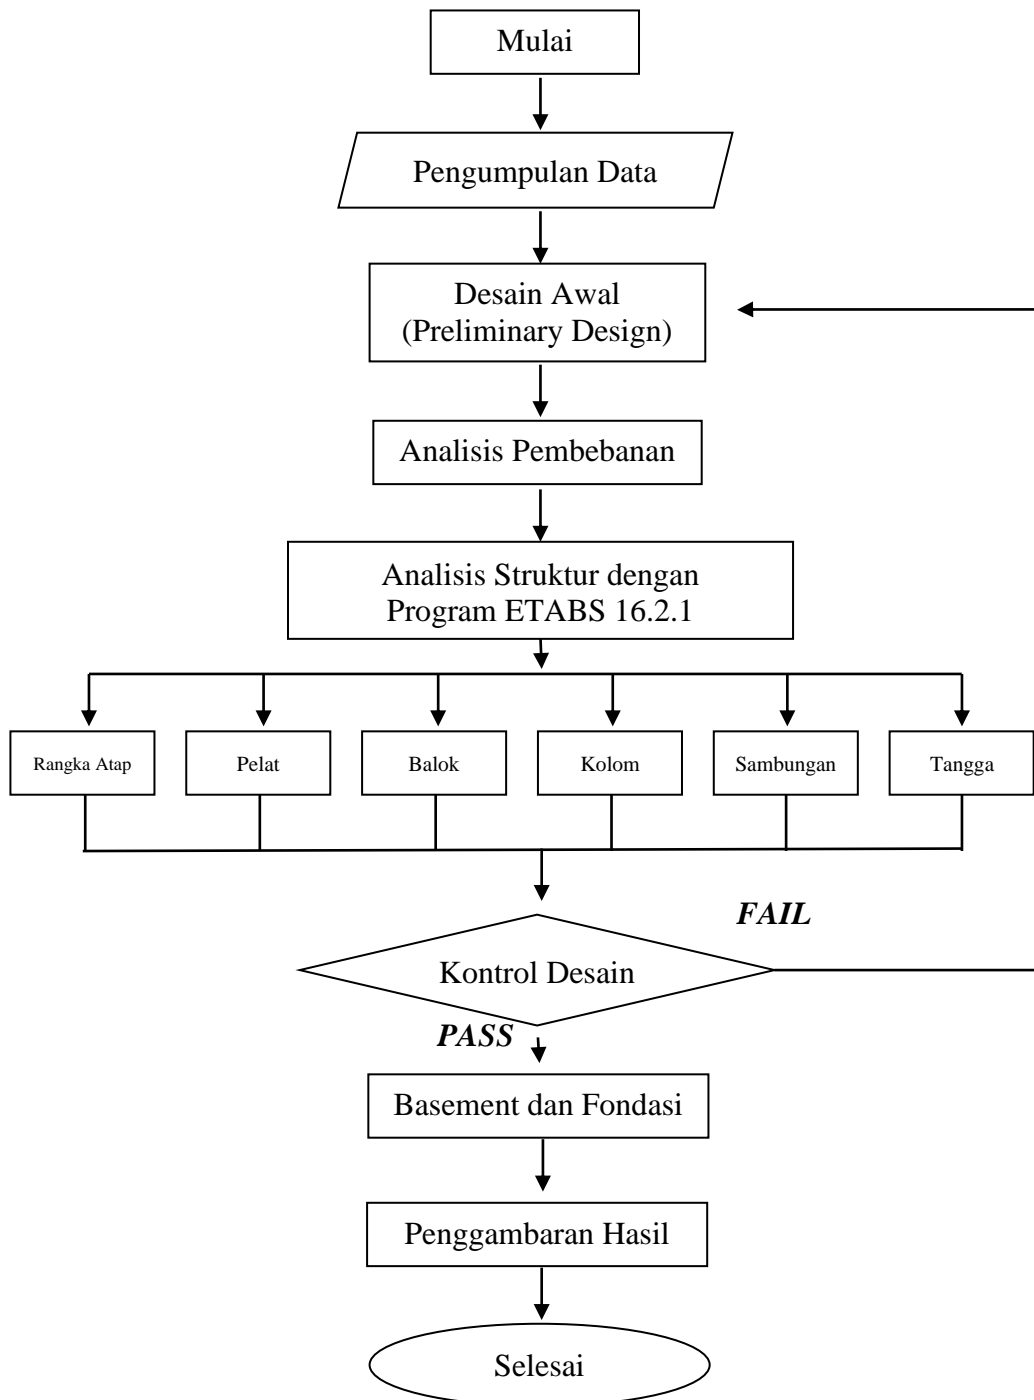 Mulai
Pengumpulan Data
Desain Awal
(Preliminary Design)
Analisis Pembebanan
Analisis Struktur dengan
Program ETABS 16.2.1
Rangka Atap
Pelat
Balok
Kolom
Sambungan
Tangga
FAIL
Kontrol Desain
PASS
Basement dan Fondasi
Penggambaran Hasil
Selesai